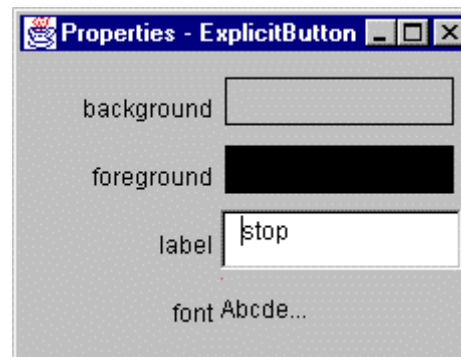 Properties - ExplicitButton
background
foreground
label stop
font Abcde...